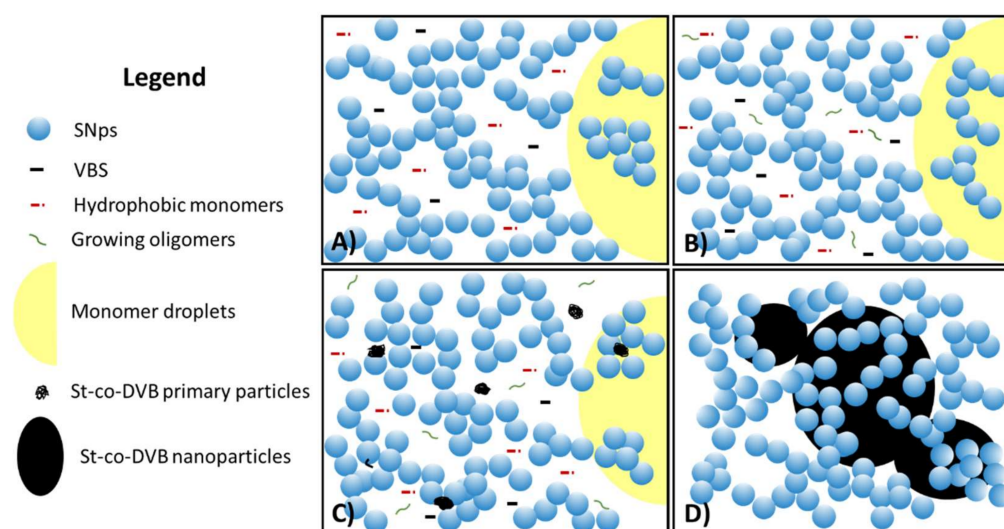 Legend
SNps
VBS
Hydrophobic monomers
Growing oligomers
Monomer droplets
St-co-DVB primary particles
St-co-DVB nanoparticles
A)
B)
C)
D)